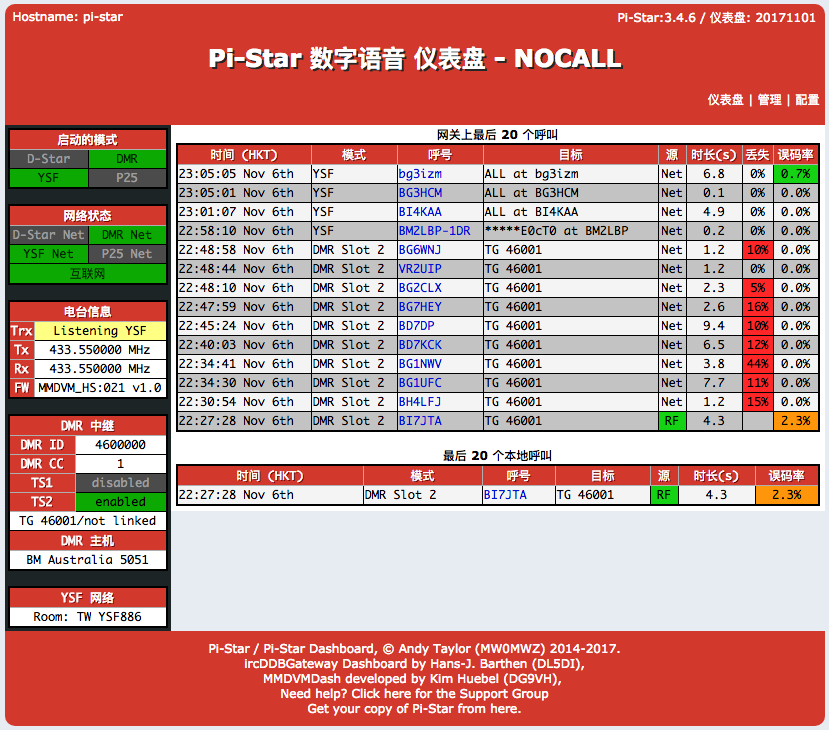 Hostname: pi-star
Pi-Star:3.4.6 / 仪表盘: 20171101
Pi-Star 数字语音 仪表盘 - NOCALL
仪表盘 | 管理 | 配置
启动的模式
D-Star DMR
YSF P25
网络状态
D-Star Net DMR Net
YSF Net P25 Net
互联网
电台信息
Trx Listening YSF
Tx 433.550000 MHz
Rx 433.550000 MHz
FW MMDVM_HS:021 v1.0
DMR 中继
DMR ID 4600000
DMR CC 1
TS1 disabled
TS2 enabled
TG 46001/not linked
DMR 主机
BM Australia 5051
YSF 网络
Room: TW YSF886
网关上最后 20 个呼叫
时间 (HKT) 模式 呼号 目标 源 时长(s) 丢失 误码率
23:05:05 Nov 6th YSF bg3izm ALL at bg3izm Net 6.8 0% 0.7%
23:05:01 Nov 6th YSF BG3HCM ALL at BG3HCM Net 0.1 0% 0.0%
23:01:07 Nov 6th YSF BI4KAA ALL at BI4KAA Net 4.9 0% 0.0%
22:58:10 Nov 6th YSF BM2LBP-1DR *****E0cT0 at BM2LBP Net 0.2 0% 0.0%
22:48:58 Nov 6th DMR Slot 2 BG6WNJ TG 46001 Net 1.2 10% 0.0%
22:48:44 Nov 6th DMR Slot 2 VR2UIP TG 46001 Net 1.2 0% 0.0%
22:48:10 Nov 6th DMR Slot 2 BG2CLX TG 46001 Net 2.3 5% 0.0%
22:47:59 Nov 6th DMR Slot 2 BG7HEY TG 46001 Net 2.6 16% 0.0%
22:45:24 Nov 6th DMR Slot 2 BD7DP TG 46001 Net 9.4 10% 0.0%
22:40:03 Nov 6th DMR Slot 2 BD7KCK TG 46001 Net 6.5 12% 0.0%
22:34:41 Nov 6th DMR Slot 2 BG1NWV TG 46001 Net 3.8 44% 0.0%
22:34:30 Nov 6th DMR Slot 2 BG1UFC TG 46001 Net 7.7 11% 0.0%
22:30:54 Nov 6th DMR Slot 2 BH4LFJ TG 46001 Net 1.2 15% 0.0%
22:27:28 Nov 6th DMR Slot 2 BI7JTA TG 46001 RF 4.3 2.3%
最后 20 个本地呼叫
时间 (HKT) 模式 呼号 目标 源 时长(s) 误码率
22:27:28 Nov 6th DMR Slot 2 BI7JTA TG 46001 RF 4.3 2.3%
Pi-Star / Pi-Star Dashboard, © Andy Taylor (MW0MWZ) 2014-2017.
ircDDBGateway Dashboard by Hans-J. Barthen (DL5DI),
MMDVMDash developed by Kim Huebel (DG9VH),
Need help? Click here for the Support Group
Get your copy of Pi-Star from here.